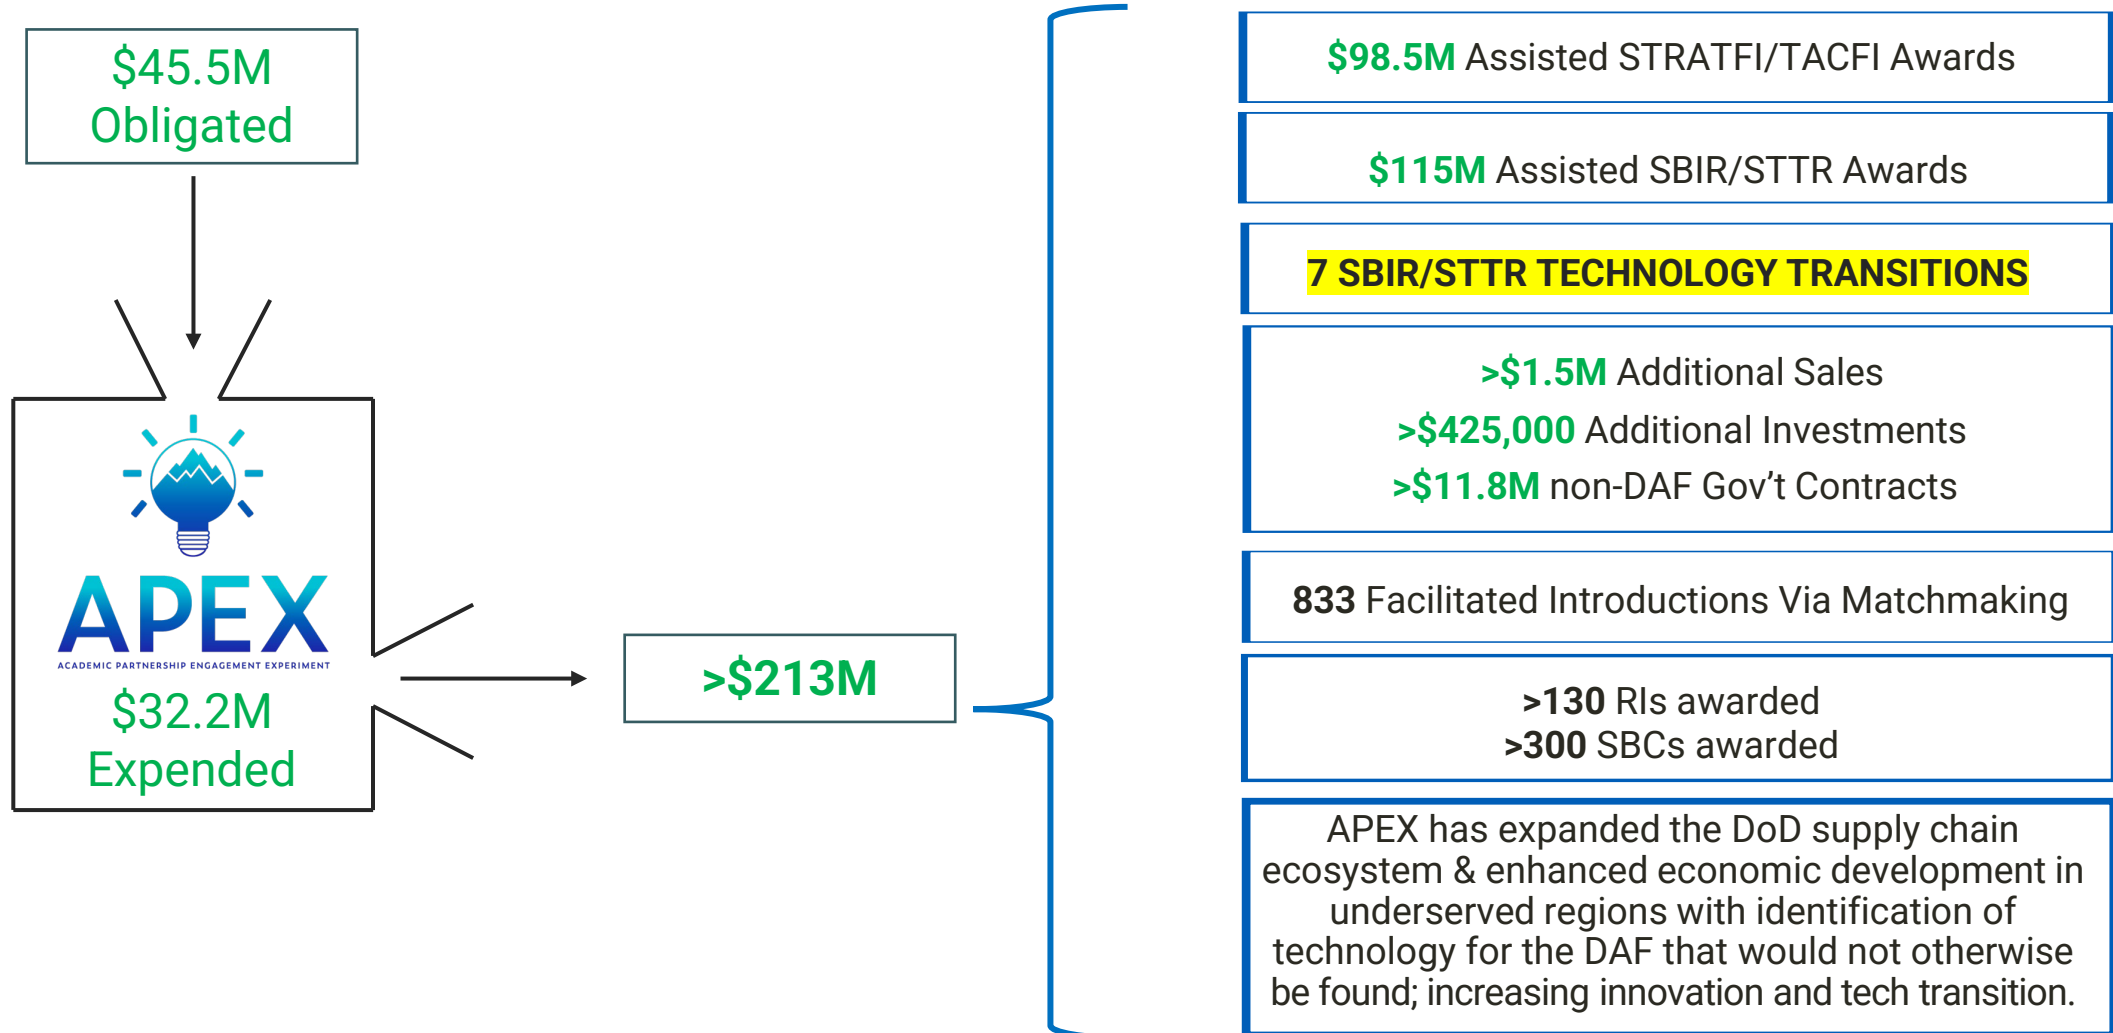 $45.5M
Obligated
APEX
ACADEMIC PARTNERSHIP ENGAGEMENT EXPERIMENT
$32.2M
Expended
>$213M
$98.5M Assisted STRATFI/TACFI Awards
$115M Assisted SBIR/STTR Awards
7 SBIR/STTR TECHNOLOGY TRANSITIONS
>$1.5M Additional Sales
>$425,000 Additional Investments
>$11.8M non-DAF Gov’t Contracts
833 Facilitated Introductions Via Matchmaking
>130 RIs awarded
>300 SBCs awarded
APEX has expanded the DoD supply chain
ecosystem & enhanced economic development in
underserved regions with identification of
technology for the DAF that would not otherwise
be found; increasing innovation and tech transition.